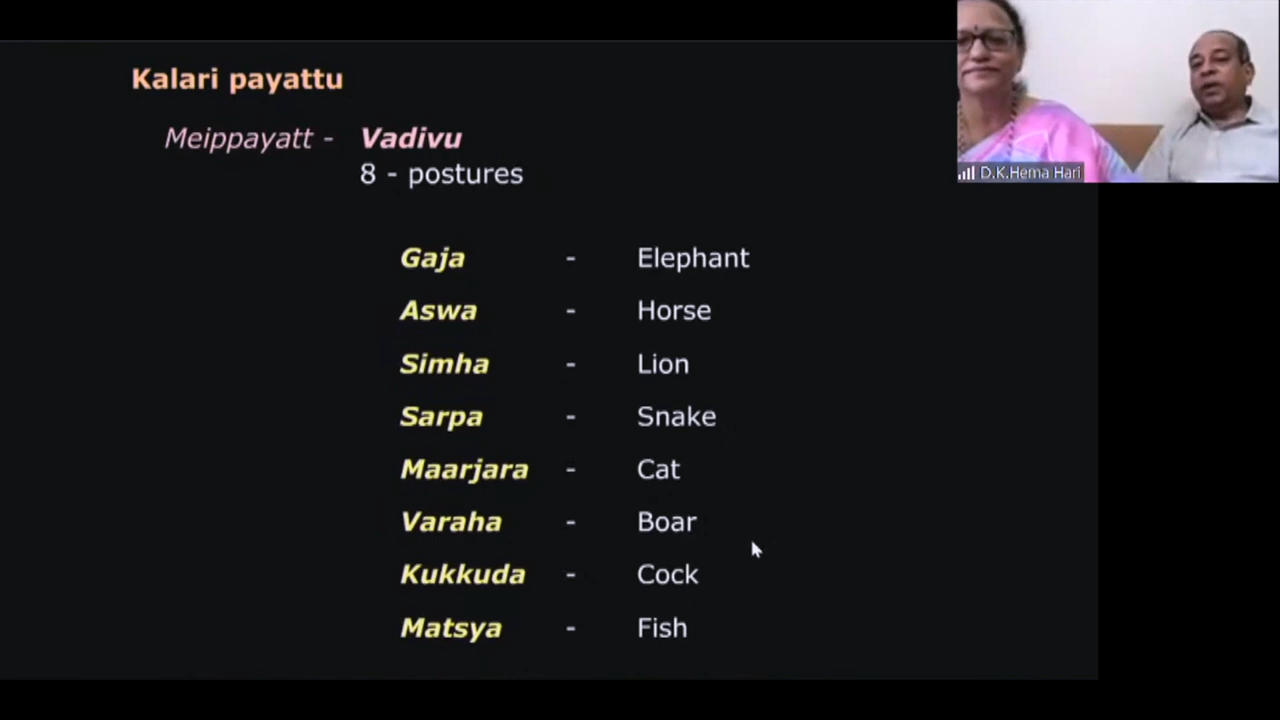 Kalari payattu
Meippayatt - Vadivu
8 - postures
Gaja - Elephant
Aswa - Horse
Simha - Lion
Sarpa - Snake
Maarjara - Cat
Varaha - Boar
Kukkuda - Cock
Matsya - Fish
D.K.Hema Hari